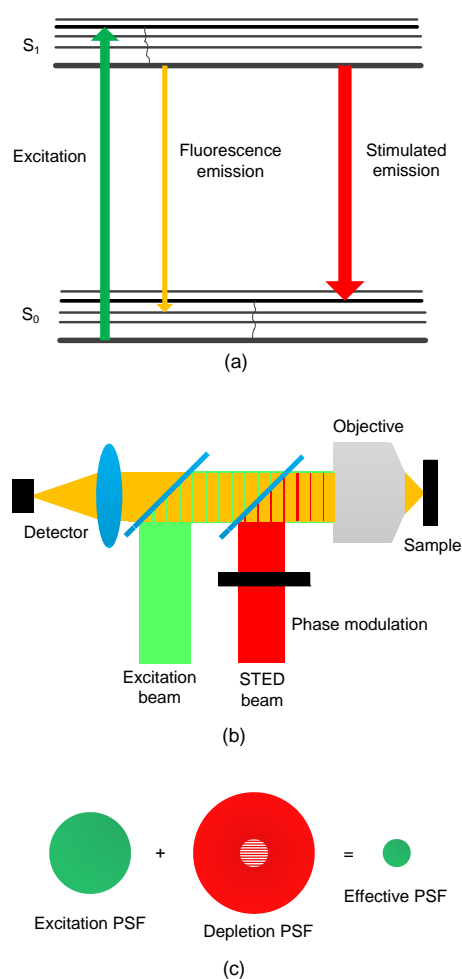 S1
Excitation
Fluorescence
emission
Stimulated
emission
S0
(a)
Objective
Detector
Sample
Phase modulation
Excitation
beam
STED
beam
(b)
+
=
Excitation PSF
Depletion PSF
Effective PSF
(c)